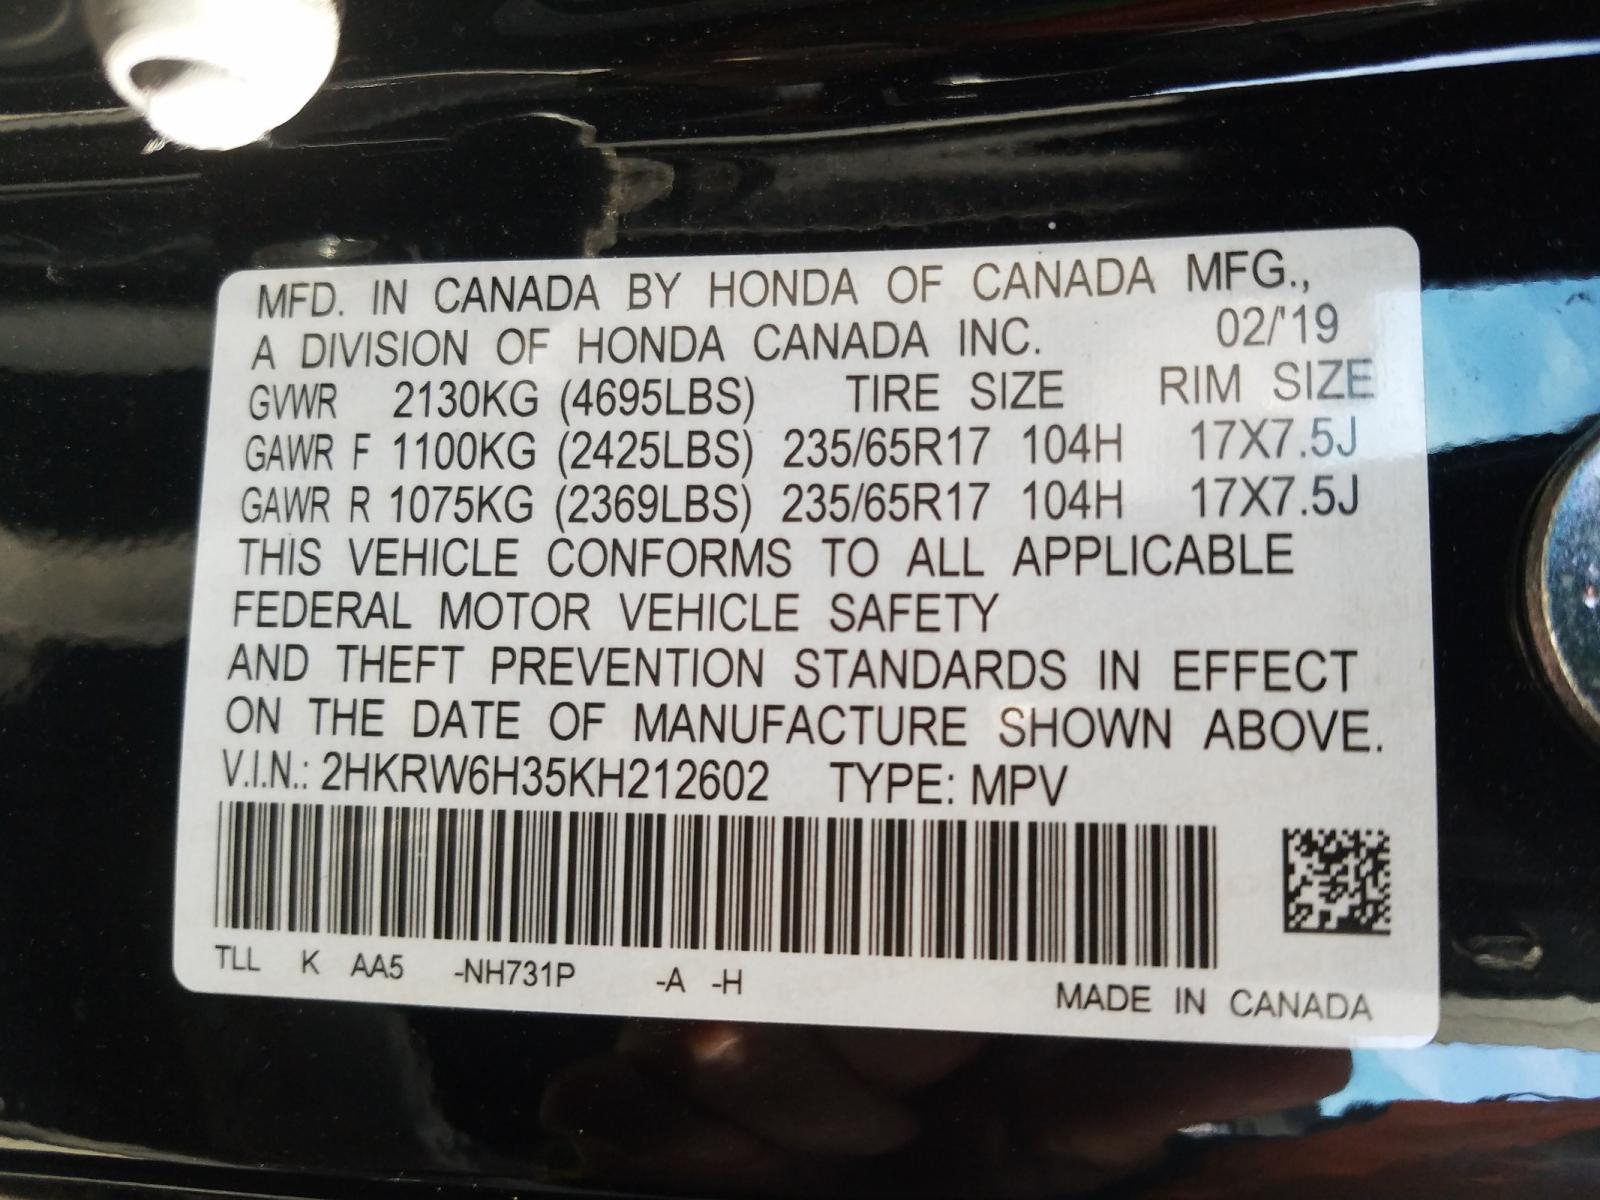 MFD. IN CANADA BY HONDA OF CANADA MFG.,
A DIVISION OF HONDA CANADA INC. 02/'19
GVWR 2130KG (4695LBS) TIRE SIZE RIM SIZE
GAWR F 1100KG (2425LBS) 235/65R17 104H 17X7.5J
GAWR R 1075KG (2369LBS) 235/65R17 104H 17X7.5J
THIS VEHICLE CONFORMS TO ALL APPLICABLE
FEDERAL MOTOR VEHICLE SAFETY
AND THEFT PREVENTION STANDARDS IN EFFECT
ON THE DATE OF MANUFACTURE SHOWN ABOVE.
V.I.N.: 2HKRW6H35KH212602 TYPE: MPV
TLL K AA5 -NH731P -A -H
MADE IN CANADA